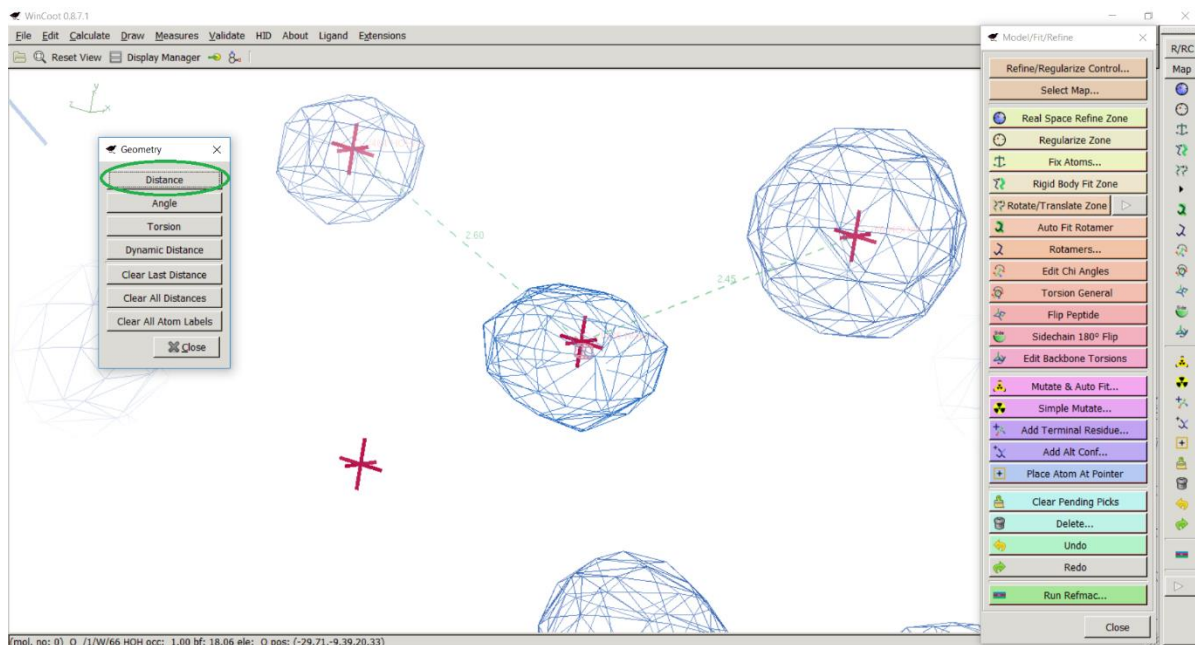 WinCoot 0.8.7.1
File Edit Calculate Draw Measures Validate HID About Ligand Extensions
Reset View Display Manager
z y x
Geometry
Distance
Angle
Torsion
Dynamic Distance
Clear Last Distance
Clear All Distances
Clear All Atom Labels
Close
2.60
2.45
Model/Fit/Refine
Refine/Regularize Control...
Select Map...
Real Space Refine Zone
Regularize Zone
Fix Atoms...
Rigid Body Fit Zone
Rotate/Translate Zone
Auto Fit Rotamer
Rotamers...
Edit Chi Angles
Torsion General
Flip Peptide
Sidechain 180° Flip
Edit Backbone Torsions
Mutate & Auto Fit...
Simple Mutate...
Add Terminal Residue...
Add Alt Conf...
Place Atom At Pointer
Clear Pending Picks
Delete...
Undo
Redo
Run Refmac...
Close
R/RC
Map
(mol. no: 0) O /1/W/66 HOH occ: 1.00 bf: 18.06 ele: O pos: (-29.71,-9.39,20.33)